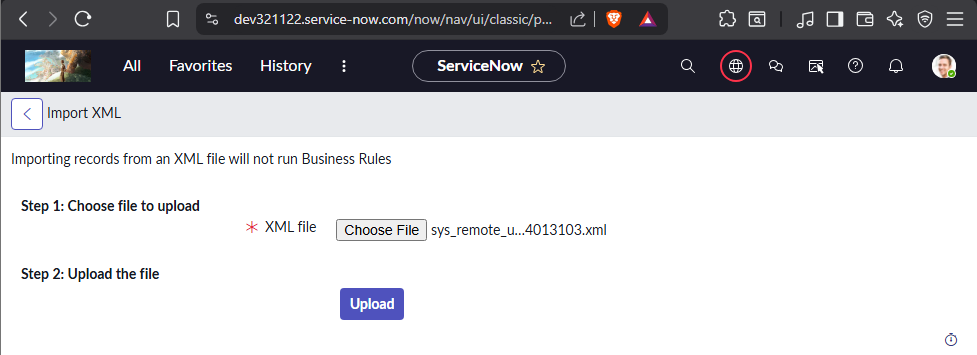 dev321122.service-now.com/now/nav/ui/classic/p...
All Favorites History ServiceNow
Import XML
Importing records from an XML file will not run Business Rules
Step 1: Choose file to upload
XML file Choose File sys_remote_u...4013103.xml
Step 2: Upload the file
Upload